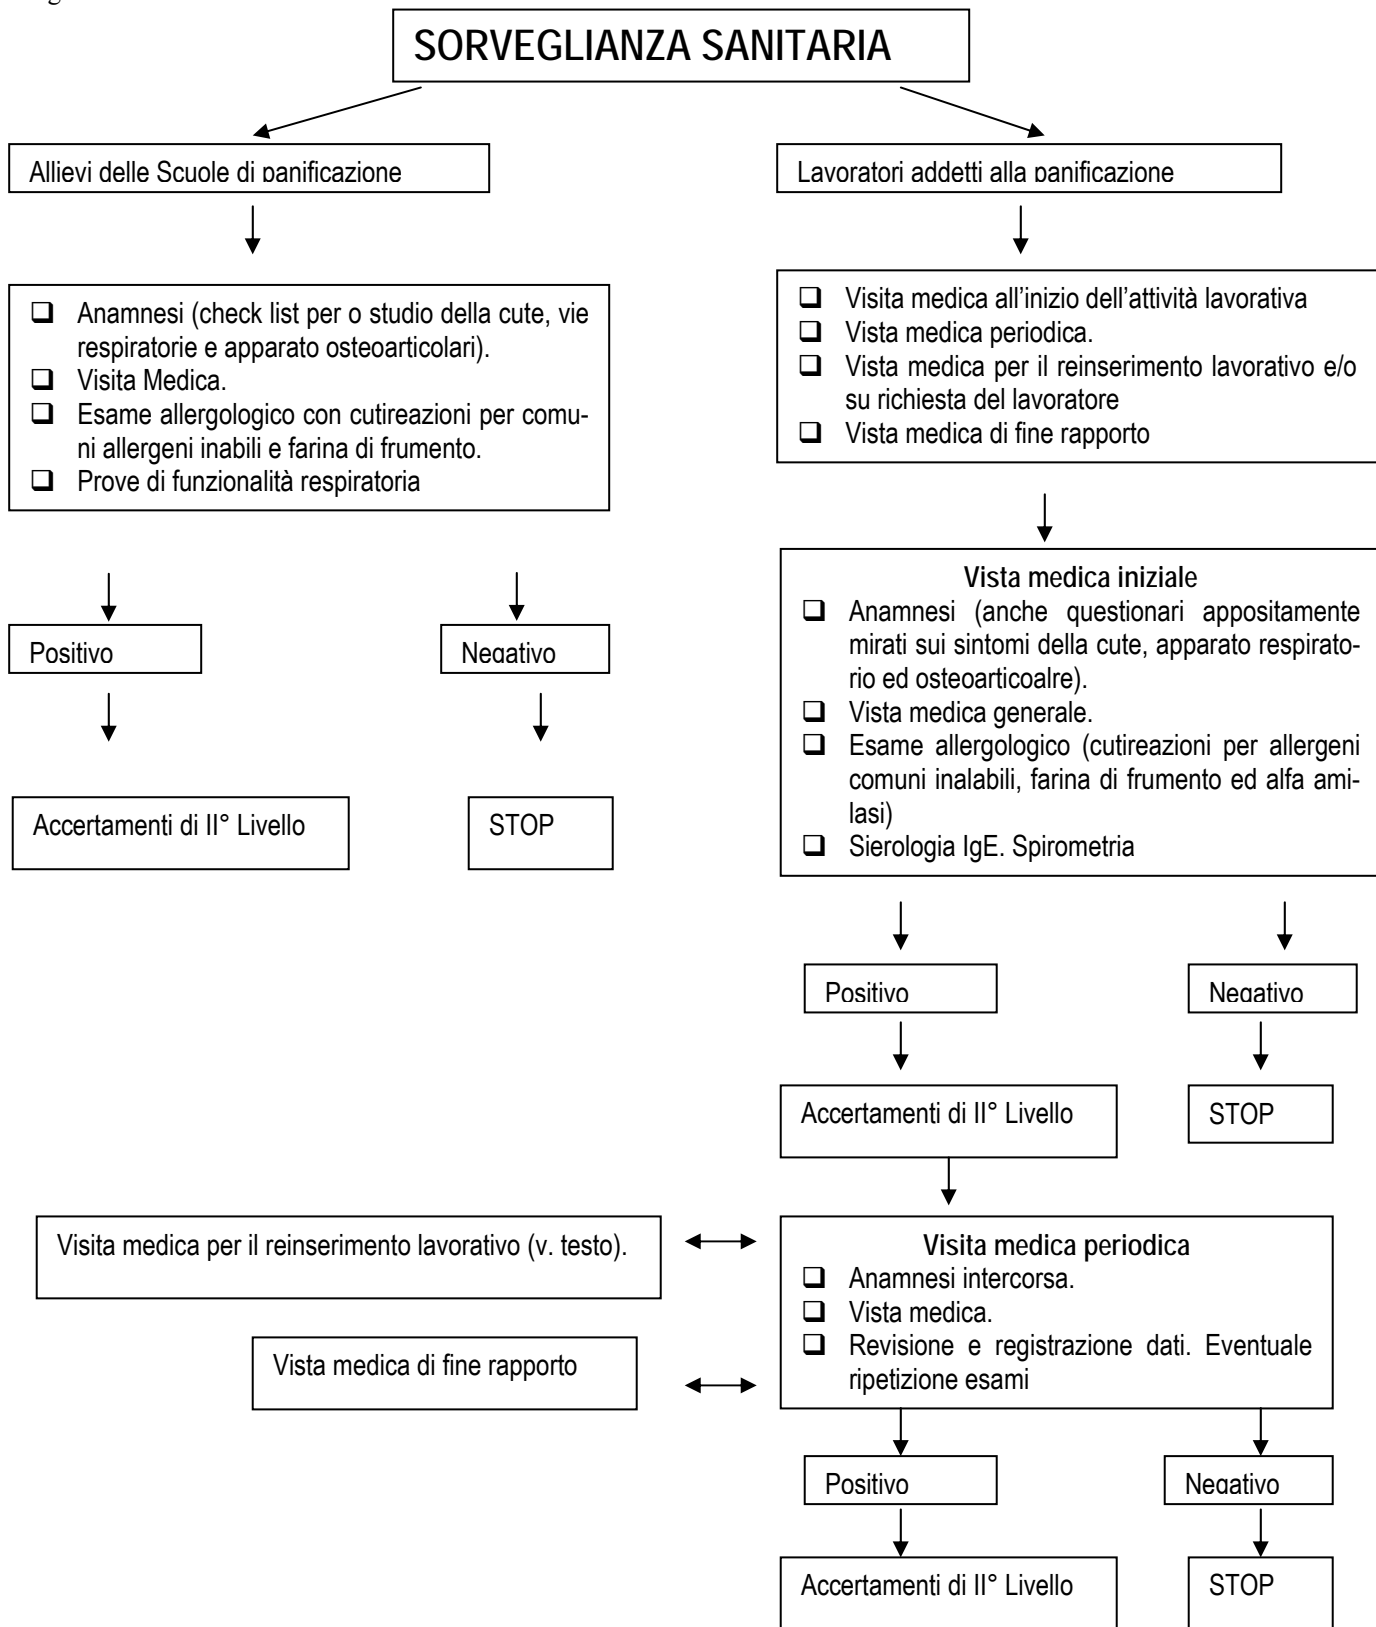 SORVEGLIANZA SANITARIA
Allievi delle Scuole di panificazione
❑ Anamnesi (check list per o studio della cute, vie
respiratorie e apparato osteoarticolari).
❑ Visita Medica.
❑ Esame allergologico con cutireazioni per comu-
ni allergeni inabili e farina di frumento.
❑ Prove di funzionalità respiratoria
Positivo
Negativo
Accertamenti di II° Livello
STOP
Lavoratori addetti alla panificazione
❑ Visita medica all’inizio dell’attività lavorativa
❑ Vista medica periodica.
❑ Vista medica per il reinserimento lavorativo e/o
su richiesta del lavoratore
❑ Vista medica di fine rapporto
Vista medica iniziale
❑ Anamnesi (anche questionari appositamente
mirati sui sintomi della cute, apparato respirato-
rio ed osteoarticoalre).
❑ Vista medica generale.
❑ Esame allergologico (cutireazioni per allergeni
comuni inalabili, farina di frumento ed alfa ami-
lasi)
❑ Sierologia IgE. Spirometria
Positivo
Negativo
Accertamenti di II° Livello
STOP
Visita medica per il reinserimento lavorativo (v. testo).
Vista medica di fine rapporto
Visita medica periodica
❑ Anamnesi intercorsa.
❑ Vista medica.
❑ Revisione e registrazione dati. Eventuale
ripetizione esami
Positivo
Negativo
Accertamenti di II° Livello
STOP